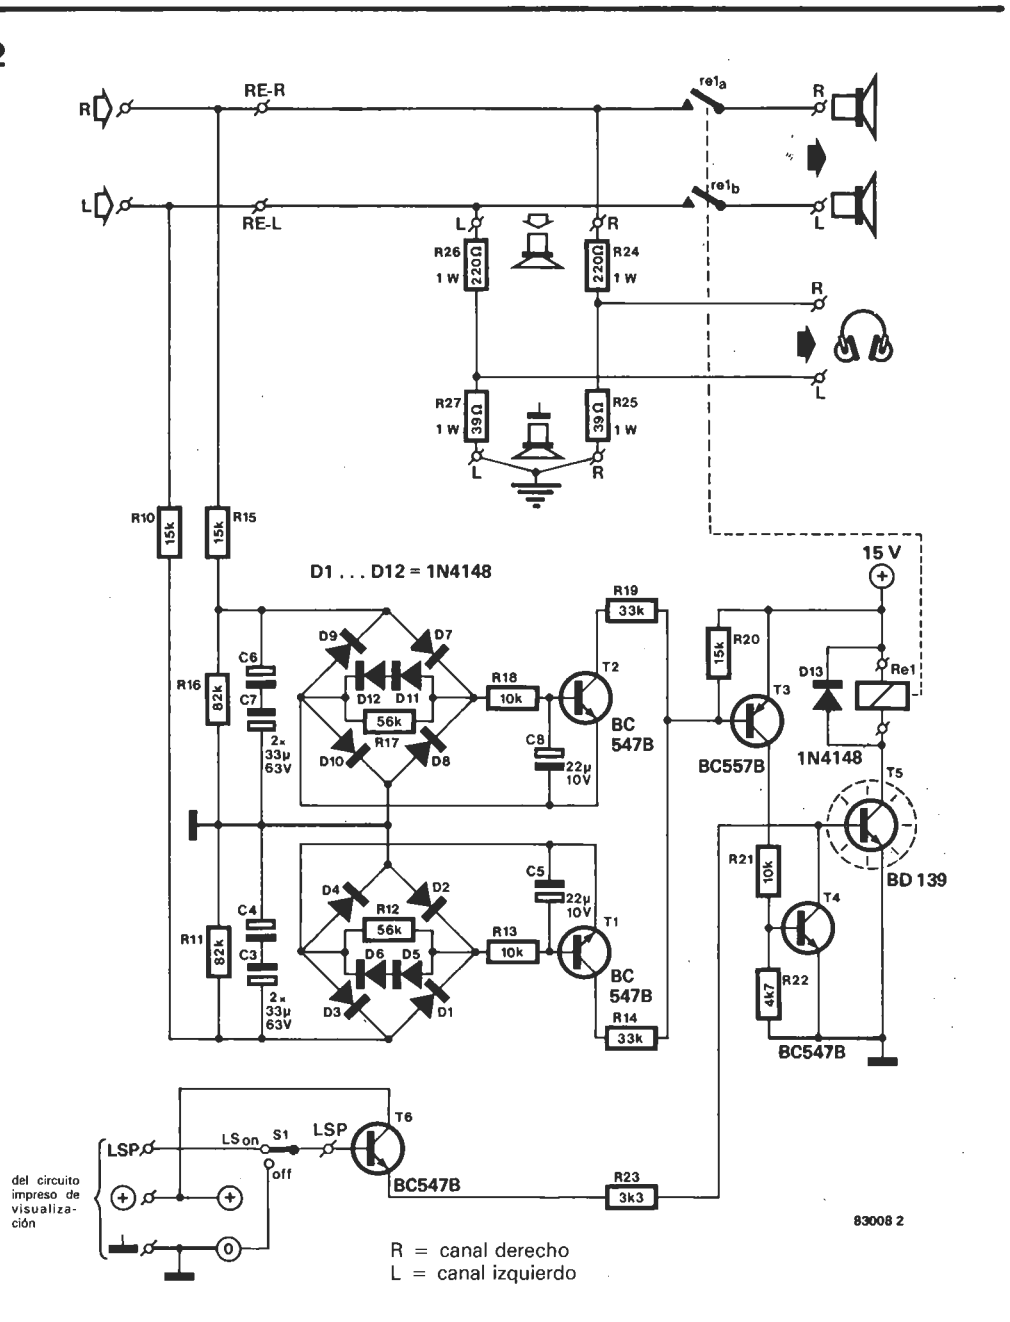 2
re1a
RE-R
R
R
L
re1b
RE-L
L
L
R
R26
220Ω
1 W
220Ω
R24
1 W
R
R27
39Ω
1 W
39Ω
R25
1 W
L
L
R
R10
15k
15k
R15
15 V
+
D1 . . . D12 = 1N4148
R19
33k
D9
D7
R20
15k
D13
Re1
C6
T2
R18
10k
R16
82k
C7
D12
D11
T3
56k
R17
2x
33µ
63V
BC
547B
C8
22µ
10V
D10
D8
BC557B
1N4148
T5
R21
10k
BD 139
C5
22µ
10V
D4
D2
R12
56k
T4
C4
T1
R13
10k
R11
82k
C3
D6
D5
BC
547B
R22
4k7
2x
33µ
63V
D3
D1
R14
33k
BC547B
T6
LSP
LSon
S1
LSP
off
del circuito
impreso de
visualiza-
ción
+
+
BC547B
R23
3k3
83008 2
0
R = canal derecho
L = canal izquierdo